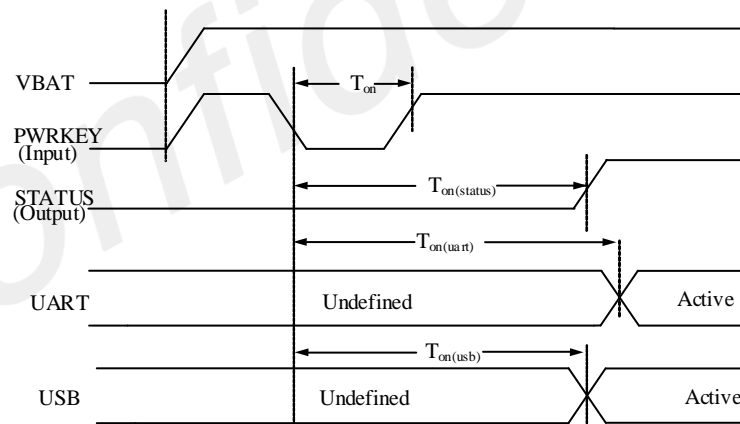 VBAT
Ton
PWRKEY
(Input)
Ton(status)
STATUS
(Output)
Ton(uart)
UART
Undefined
Active
Ton(usb)
USB
Undefined
Active